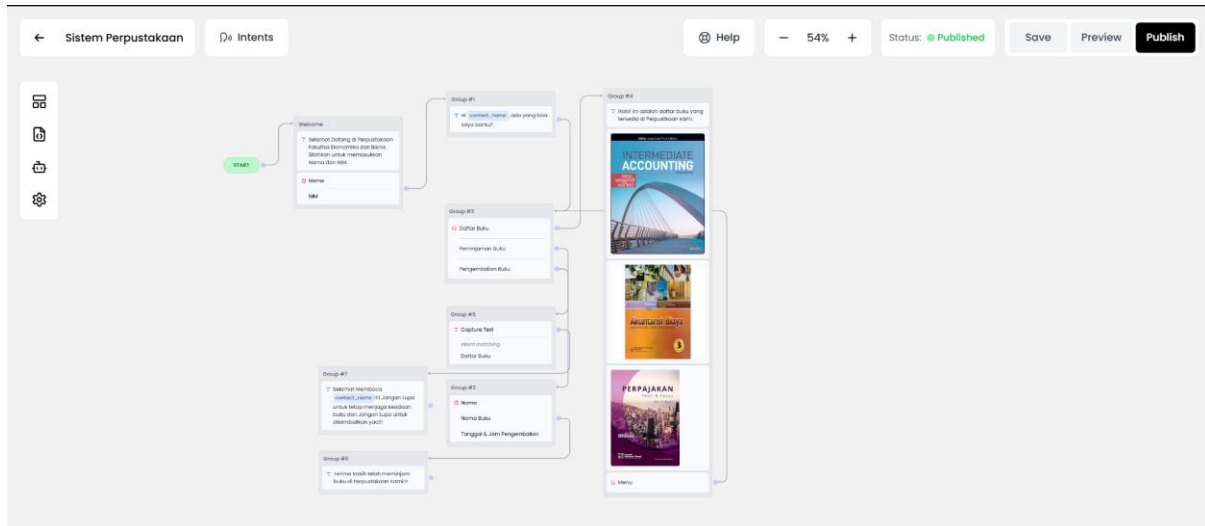 Sistem Perpustakaan
Intents
Help
54%
Status: Published
Save
Preview
Publish
START
Welcome
Selamat Datang di Perpustakaan
Fakultas Ekonomika dan Bisnis,
Silahkan untuk memasukkan
Nama dan NIM.
Nama
NIM
Group #1
Hi contact_name , ada yang bisa
saya bantu?
Group #3
Daftar Buku
Peminjaman Buku
Pengembalian Buku
Group #5
Capture Text
Intent matching
Daftar Buku
Group #7
Selamat Membaca
contact_name !!! Jangan lupa
untuk tetap menjaga keadaan
buku dan Jangan lupa untuk
dikembalikan yaa!!
Group #2
Nama
Nama Buku
Tanggal & Jam Pengembalian
Group #6
Terima kasih telah meminjam
buku di Perpustakaan Kami!!
Group #4
Halo! Ini adalah daftar buku yang
tersedia di Perpustkaan kami.
INTERMEDIATE
ACCOUNTING
Akuntansi Biaya
3
PERPAJAKAN
Menu